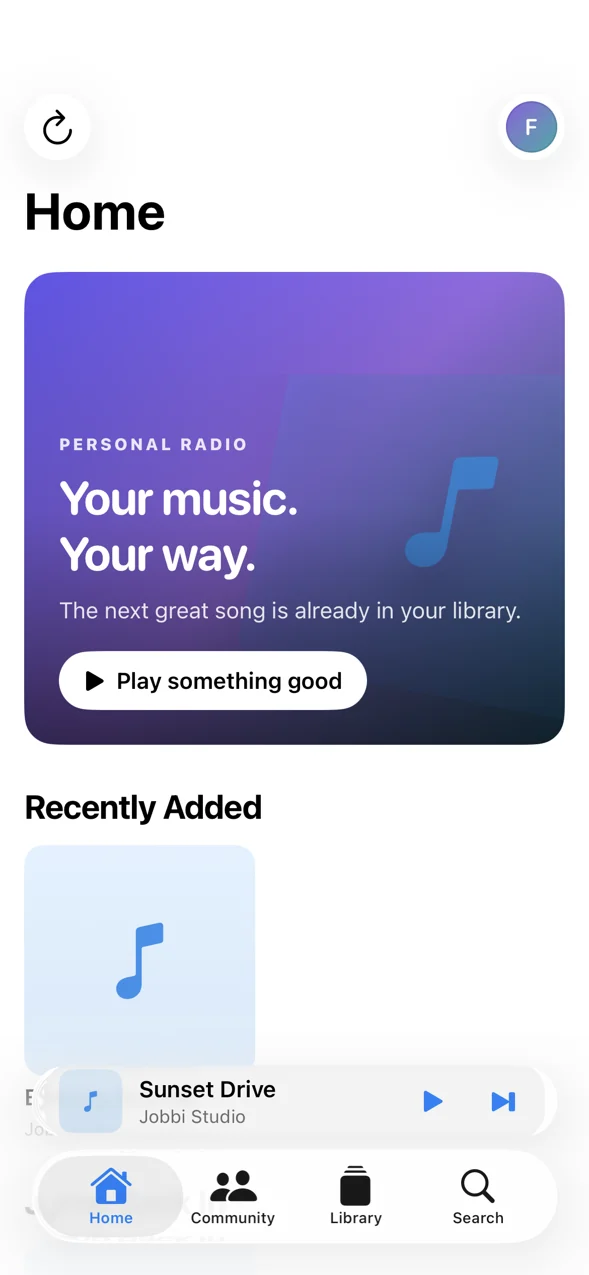 F
Home
PERSONAL RADIO
Your music.
Your way.
The next great song is already in your library.
Play something good
Recently Added
Sunset Drive
Jobbi Studio
Home
Community
Library
Search